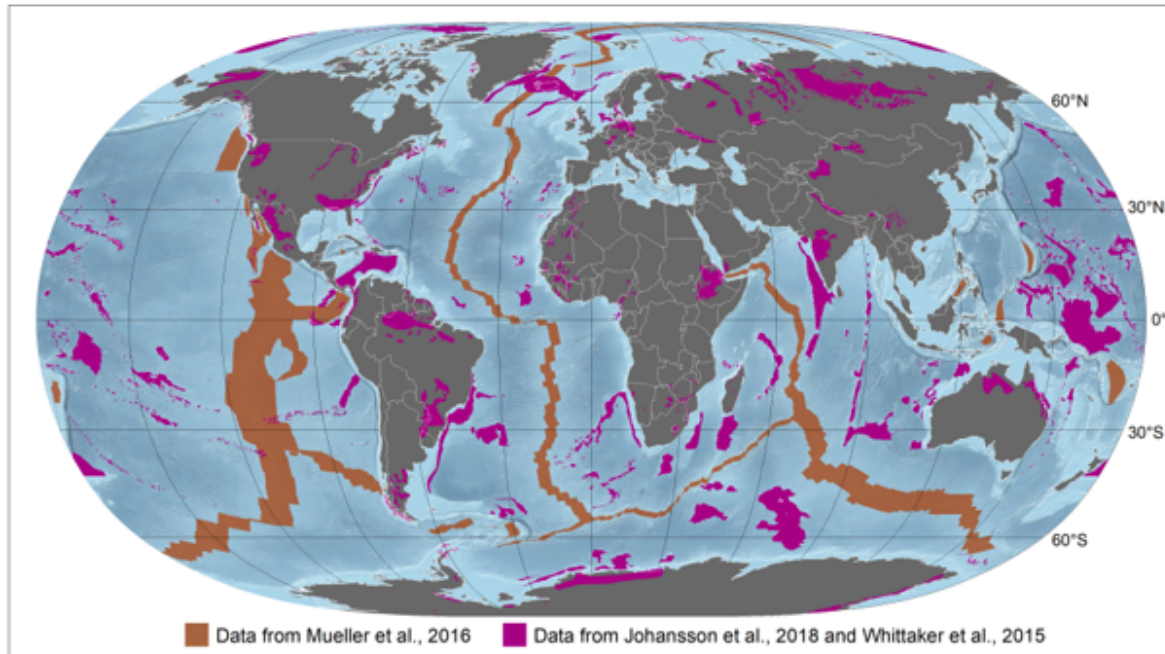 60°N
30°N
0°
30°S
60°S
Data from Mueller et al., 2016
Data from Johansson et al., 2018 and Whittaker et al., 2015